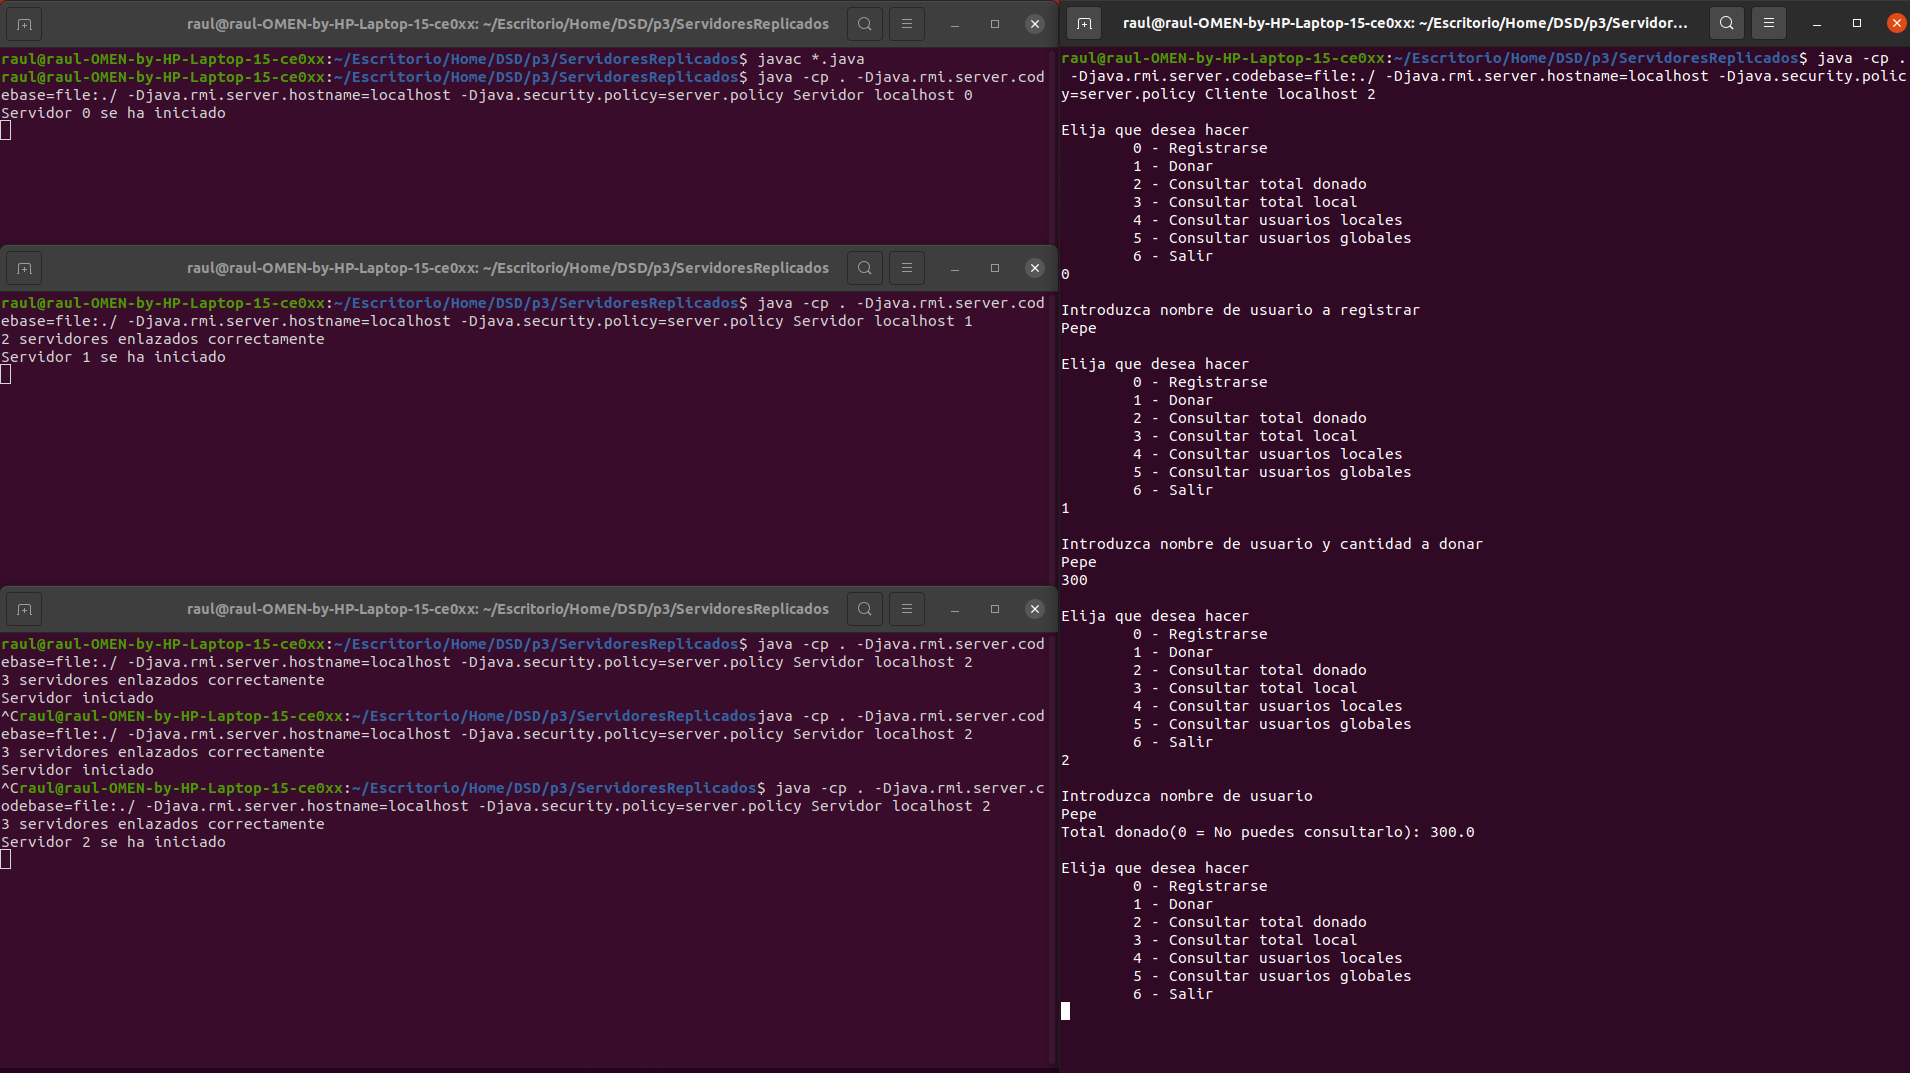 raul@raul-OMEN-by-HP-Laptop-15-ce0xx: ~/Escritorio/Home/DSD/p3/ServidoresReplicados
raul@raul-OMEN-by-HP-Laptop-15-ce0xx:~/Escritorio/Home/DSD/p3/ServidoresReplicados$ javac *.java
raul@raul-OMEN-by-HP-Laptop-15-ce0xx:~/Escritorio/Home/DSD/p3/ServidoresReplicados$ java -cp . -Djava.rmi.server.cod
ebase=file:./ -Djava.rmi.server.hostname=localhost -Djava.security.policy=server.policy Servidor localhost 0
Servidor 0 se ha iniciado
raul@raul-OMEN-by-HP-Laptop-15-ce0xx: ~/Escritorio/Home/DSD/p3/ServidoresReplicados
raul@raul-OMEN-by-HP-Laptop-15-ce0xx:~/Escritorio/Home/DSD/p3/ServidoresReplicados$ java -cp . -Djava.rmi.server.cod
ebase=file:./ -Djava.rmi.server.hostname=localhost -Djava.security.policy=server.policy Servidor localhost 1
2 servidores enlazados correctamente
Servidor 1 se ha iniciado
raul@raul-OMEN-by-HP-Laptop-15-ce0xx: ~/Escritorio/Home/DSD/p3/ServidoresReplicados
raul@raul-OMEN-by-HP-Laptop-15-ce0xx:~/Escritorio/Home/DSD/p3/ServidoresReplicados$ java -cp . -Djava.rmi.server.cod
ebase=file:./ -Djava.rmi.server.hostname=localhost -Djava.security.policy=server.policy Servidor localhost 2
3 servidores enlazados correctamente
Servidor iniciado
^Craul@raul-OMEN-by-HP-Laptop-15-ce0xx:~/Escritorio/Home/DSD/p3/ServidoresReplicadosjava -cp . -Djava.rmi.server.cod
ebase=file:./ -Djava.rmi.server.hostname=localhost -Djava.security.policy=server.policy Servidor localhost 2
3 servidores enlazados correctamente
Servidor iniciado
^Craul@raul-OMEN-by-HP-Laptop-15-ce0xx:~/Escritorio/Home/DSD/p3/ServidoresReplicados$ java -cp . -Djava.rmi.server.c
odebase=file:./ -Djava.rmi.server.hostname=localhost -Djava.security.policy=server.policy Servidor localhost 2
3 servidores enlazados correctamente
Servidor 2 se ha iniciado
raul@raul-OMEN-by-HP-Laptop-15-ce0xx: ~/Escritorio/Home/DSD/p3/Servidor...
raul@raul-OMEN-by-HP-Laptop-15-ce0xx:~/Escritorio/Home/DSD/p3/ServidoresReplicados$ java -cp .
-Djava.rmi.server.codebase=file:./ -Djava.rmi.server.hostname=localhost -Djava.security.polic
y=server.policy Cliente localhost 2
Elija que desea hacer
0 - Registrarse
1 - Donar
2 - Consultar total donado
3 - Consultar total local
4 - Consultar usuarios locales
5 - Consultar usuarios globales
6 - Salir
0
Introduzca nombre de usuario a registrar
Pepe
Elija que desea hacer
0 - Registrarse
1 - Donar
2 - Consultar total donado
3 - Consultar total local
4 - Consultar usuarios locales
5 - Consultar usuarios globales
6 - Salir
1
Introduzca nombre de usuario y cantidad a donar
Pepe
300
Elija que desea hacer
0 - Registrarse
1 - Donar
2 - Consultar total donado
3 - Consultar total local
4 - Consultar usuarios locales
5 - Consultar usuarios globales
6 - Salir
2
Introduzca nombre de usuario
Pepe
Total donado(0 = No puedes consultarlo): 300.0
Elija que desea hacer
0 - Registrarse
1 - Donar
2 - Consultar total donado
3 - Consultar total local
4 - Consultar usuarios locales
5 - Consultar usuarios globales
6 - Salir